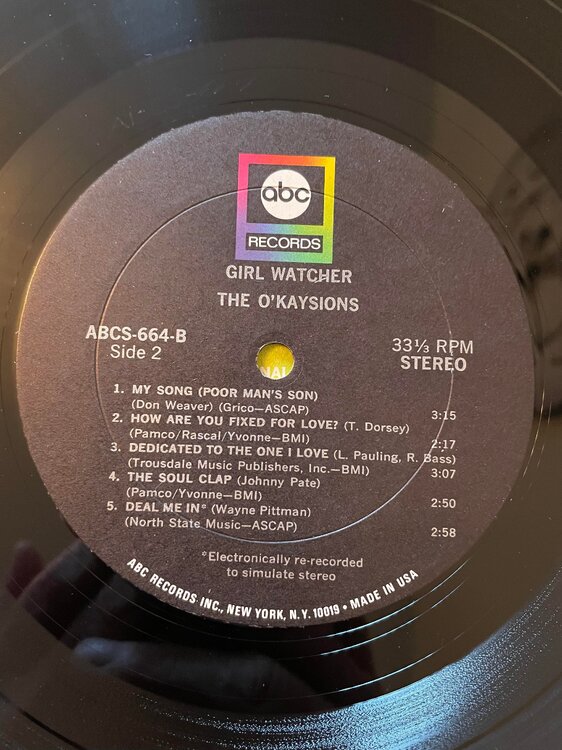 abc
RECORDS
GIRL WATCHER
THE O'KAYSIONS
ABCS-664-B
Side 2
33⅓ RPM
STEREO
1. MY SONG (POOR MAN'S SON)
(Don Weaver) (Grico—ASCAP) 3:15
2. HOW ARE YOU FIXED FOR LOVE? (T. Dorsey)
(Pamco/Rascal/Yvonne—BMI) 2:17
3. DEDICATED TO THE ONE I LOVE (L. Pauling, R. Bass)
(Trousdale Music Publishers, Inc.—BMI) 3:07
4. THE SOUL CLAP (Johnny Pate)
(Pamco/Yvonne—BMI) 2:50
5. DEAL ME IN* (Wayne Pittman)
(North State Music—ASCAP) 2:58
*Electronically re-recorded
to simulate stereo
ABC RECORDS INC., NEW YORK, N.Y. 10019 • MADE IN USA